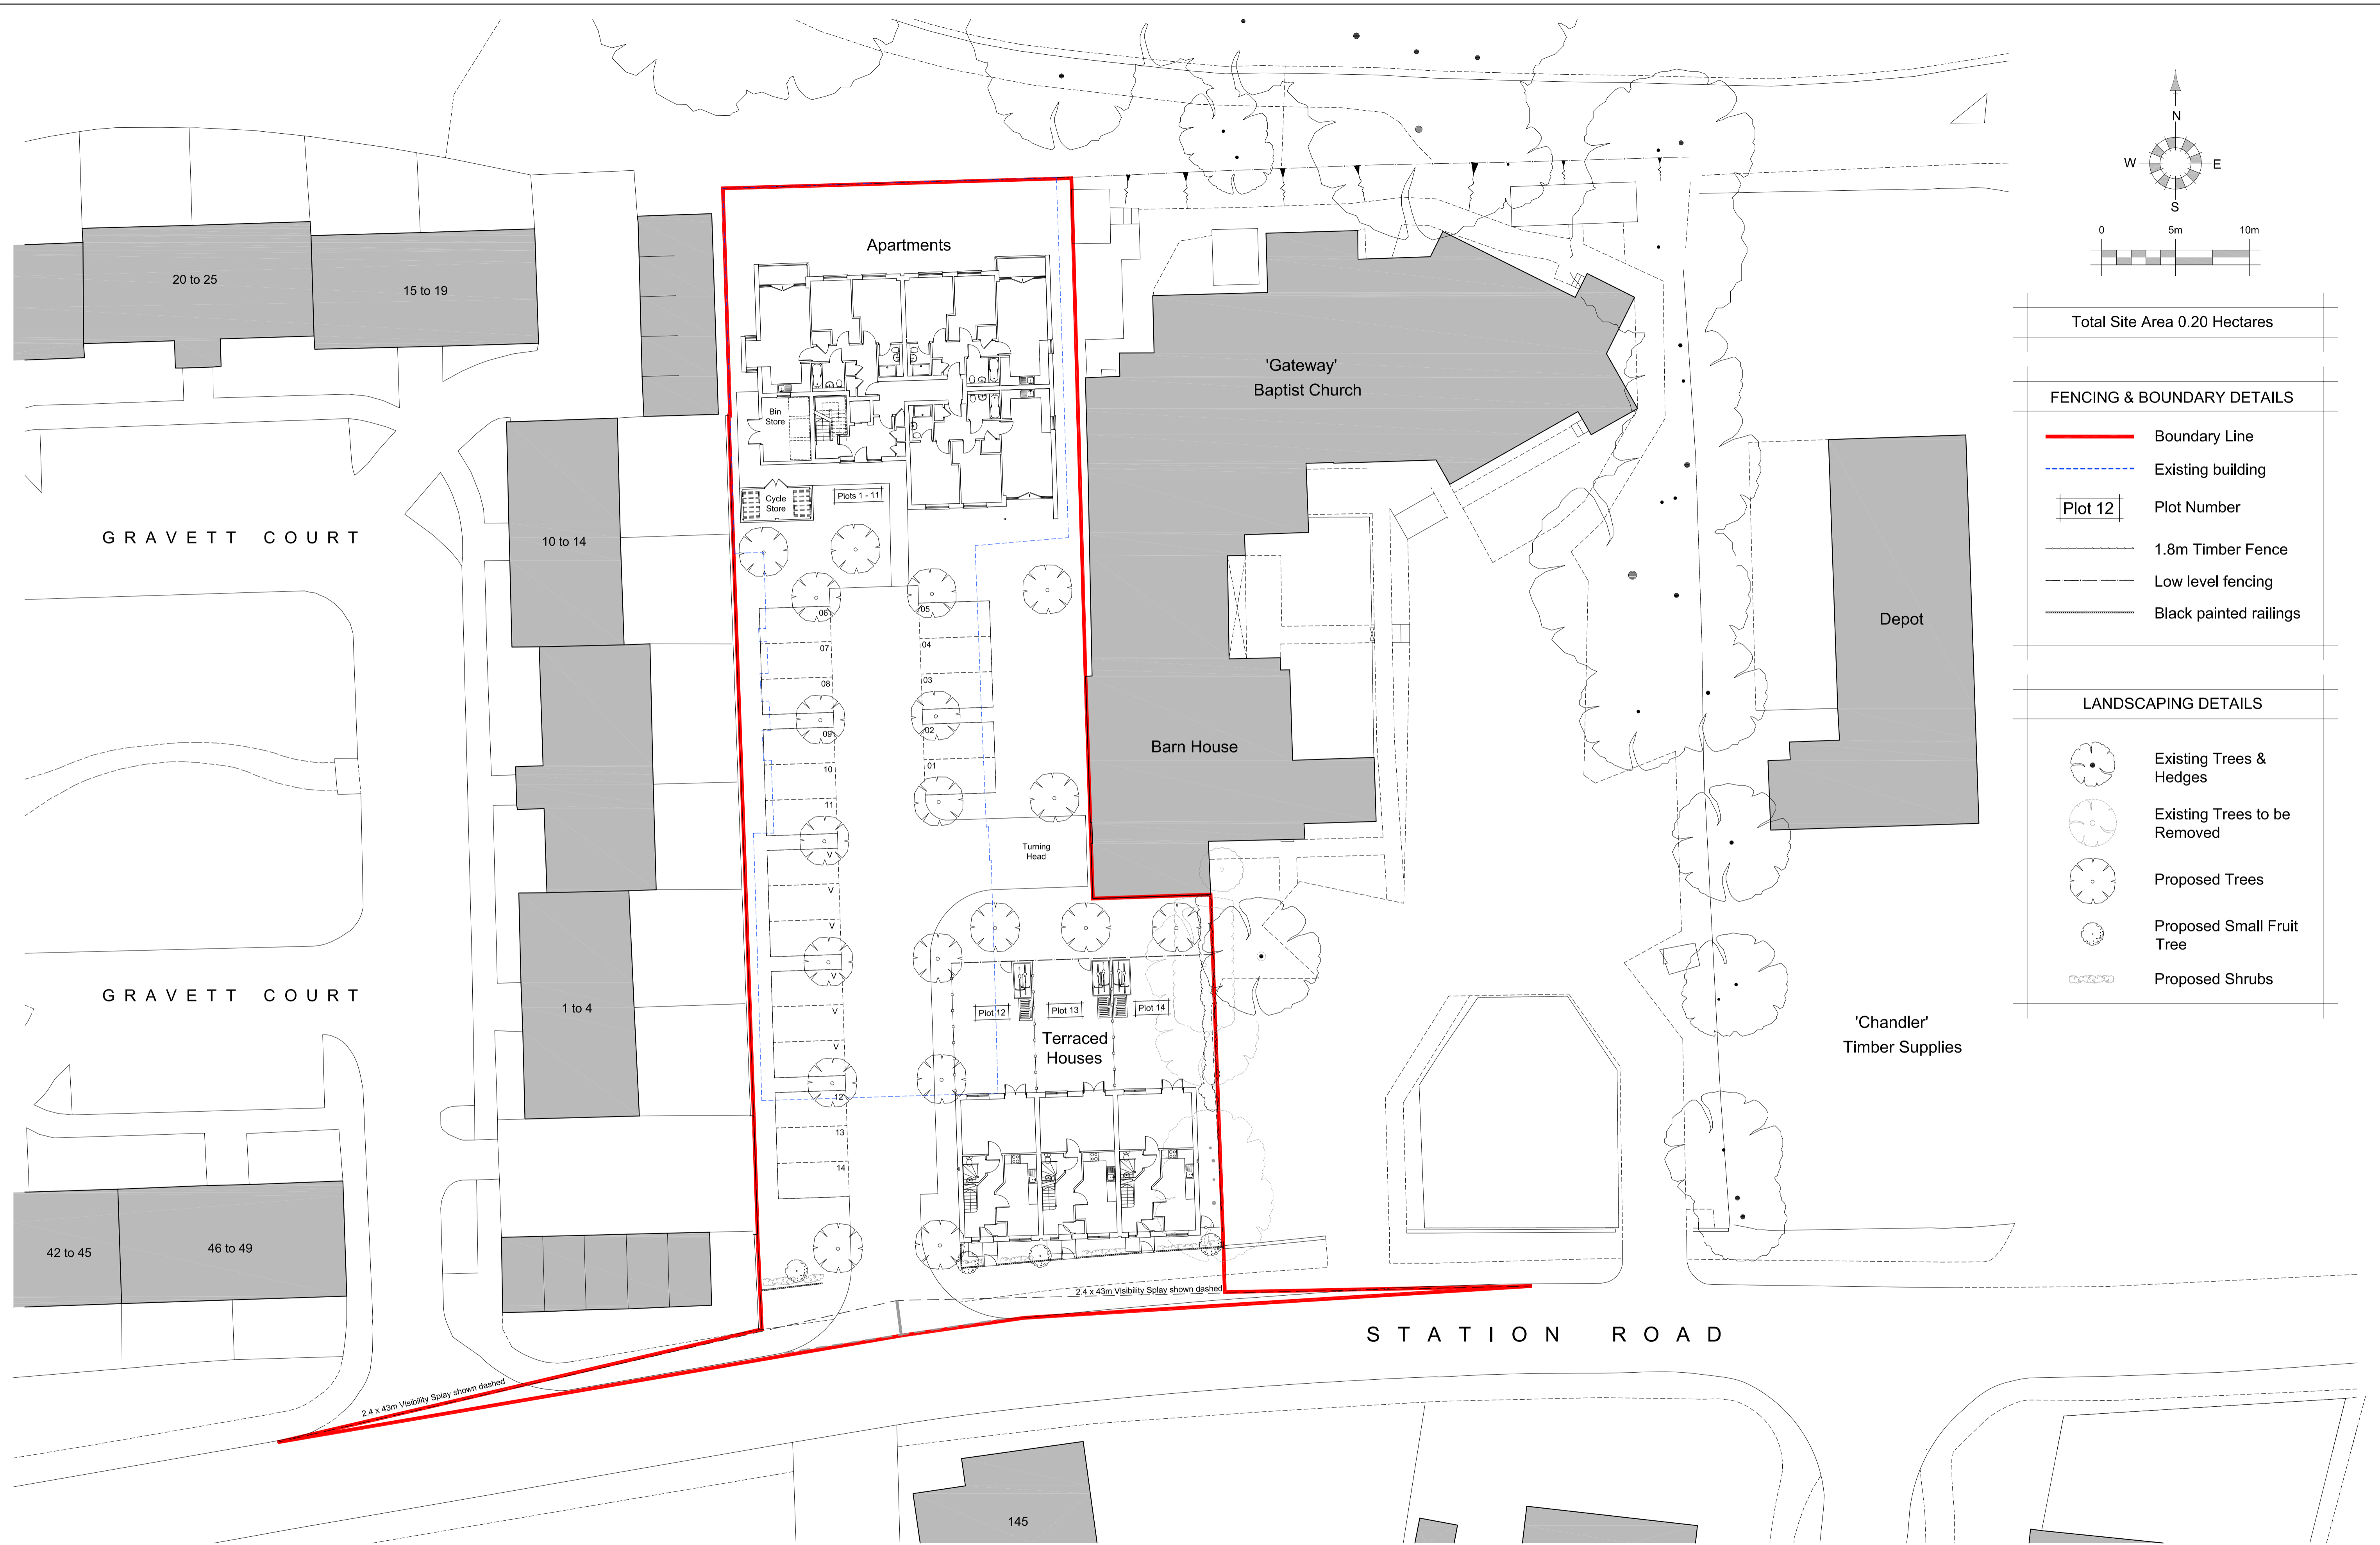 Apartments
20 to 25
15 to 19
Bin
Store
Cycle
Store
Plots 1 - 11
'Gateway'
Baptist Church
GRAVETT COURT
10 to 14
06
05
07
04
08
03
09
02
10
01
11
V
V
V
V
V
V
Turning
Head
Barn House
Depot
GRAVETT COURT
1 to 4
Plot 12
Plot 13
Plot 14
Terraced
Houses
12
13
14
'Chandler'
Timber Supplies
42 to 45
46 to 49
2.4 x 43m Visibility Splay shown dashed
2.4 x 43m Visibility Splay shown dashed
STATION ROAD
145
N
W
E
S
0 5m 10m
Total Site Area 0.20 Hectares
FENCING & BOUNDARY DETAILS
Boundary Line
Existing building
Plot 12 Plot Number
1.8m Timber Fence
Low level fencing
Black painted railings
LANDSCAPING DETAILS
Existing Trees &
Hedges
Existing Trees to be
Removed
Proposed Trees
Proposed Small Fruit
Tree
Proposed Shrubs